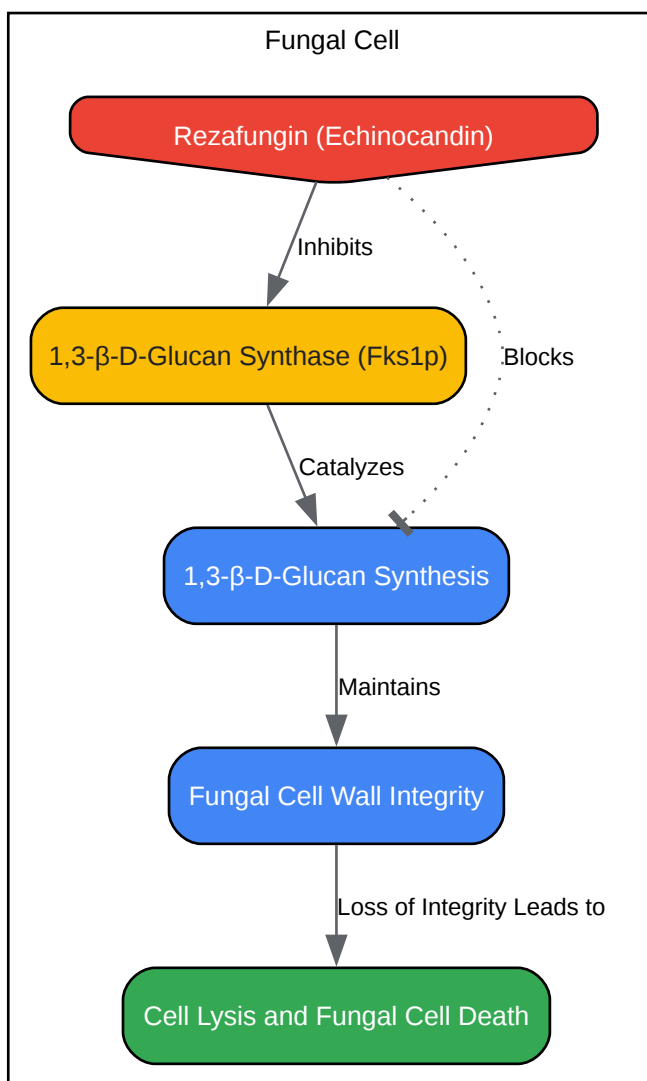 Fungal Cell
Rezafungin (Echinocandin)
Inhibits
1,3-β-D-Glucan Synthase (Fks1p)
Blocks
Catalyzes
1,3-β-D-Glucan Synthesis
Maintains
Fungal Cell Wall Integrity
Loss of Integrity Leads to
Cell Lysis and Fungal Cell Death